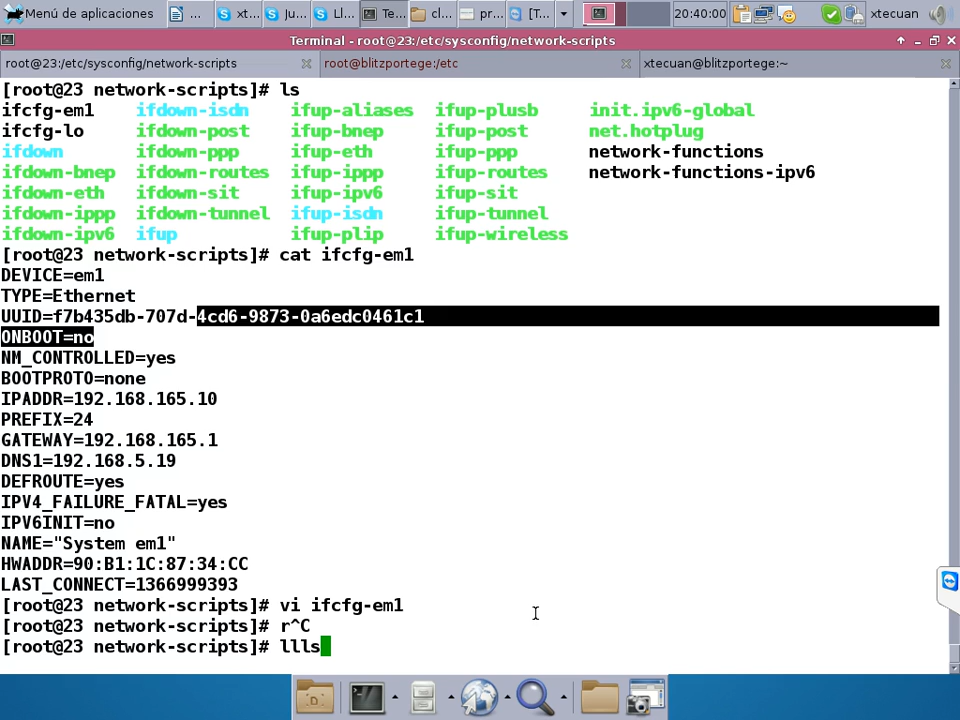 Menú de aplicaciones ... xt... Ju... Ll... Te... cl... pr... [T... 20:40:00 xtecuan
Terminal - root@23:/etc/sysconfig/network-scripts
root@23:/etc/sysconfig/network-scripts root@blitzportege:/etc xtecuan@blitzportege:~
[root@23 network-scripts]# ls
ifcfg-em1 ifdown-isdn ifup-aliases ifup-plusb init.ipv6-global
ifcfg-lo ifdown-post ifup-bnep ifup-post net.hotplug
ifdown ifdown-ppp ifup-eth ifup-ppp network-functions
ifdown-bnep ifdown-routes ifup-ippp ifup-routes network-functions-ipv6
ifdown-eth ifdown-sit ifup-ipv6 ifup-sit
ifdown-ippp ifdown-tunnel ifup-isdn ifup-tunnel
ifdown-ipv6 ifup ifup-plip ifup-wireless
[root@23 network-scripts]# cat ifcfg-em1
DEVICE=em1
TYPE=Ethernet
UUID=f7b435db-707d-4cd6-9873-0a6edc0461c1
ONBOOT=no
NM_CONTROLLED=yes
BOOTPROTO=none
IPADDR=192.168.165.10
PREFIX=24
GATEWAY=192.168.165.1
DNS1=192.168.5.19
DEFROUTE=yes
IPV4_FAILURE_FATAL=yes
IPV6INIT=no
NAME="System em1"
HWADDR=90:B1:1C:87:34:CC
LAST_CONNECT=1366999393
[root@23 network-scripts]# vi ifcfg-em1
[root@23 network-scripts]# r^C
[root@23 network-scripts]# llls